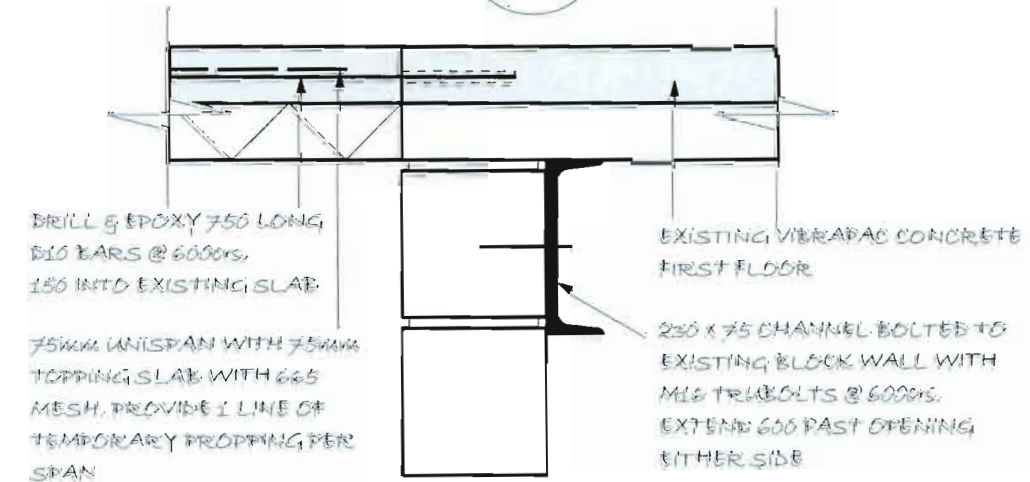 DRILL & EPOXY 750 LONG
D10 BARS @ 600crs,
150 INTO EXISTING SLAB
75mm UNISPAN WITH 75mm
TOPPING SLAB WITH 665
MESH. PROVIDE 1 LINE OF
TEMPORARY PROPPING PER
SPAN
EXISTING VIBRAPAC CONCRETE
FIRST FLOOR
230 x 75 CHANNEL BOLTED TO
EXISTING BLOCK WALL WITH
M16 TRUBOLTS @ 600crs.
EXTEND 600 PAST OPENING
EITHER SIDE